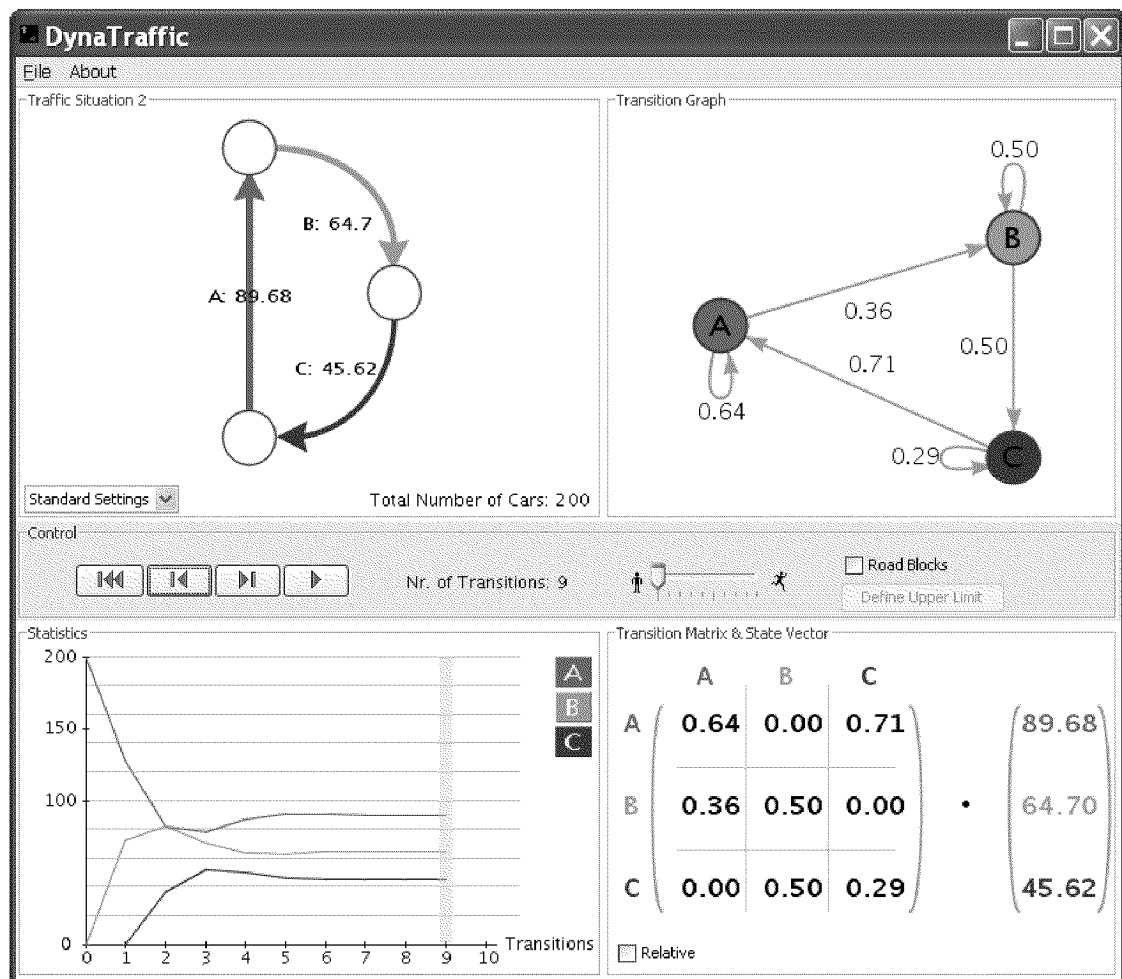 DynaTraffic
File About
Traffic Situation 2
B: 64.7
A: 89.68
C: 45.62
Standard Settings
Total Number of Cars: 200
Transition Graph
0.50
B
0.36
A
0.50
0.71
0.64
0.29
C
Control
Nr. of Transitions: 9
Road Blocks
Define Upper Limit
Statistics
200
150
100
0
0 1 2 3 4 5 6 7 8 9 10
Transitions
A
B
C
Transition Matrix & State Vector
A B C
A 0.64 0.00 0.71 89.68
B 0.36 0.50 0.00 • 64.70
C 0.00 0.50 0.29 45.62
Relative